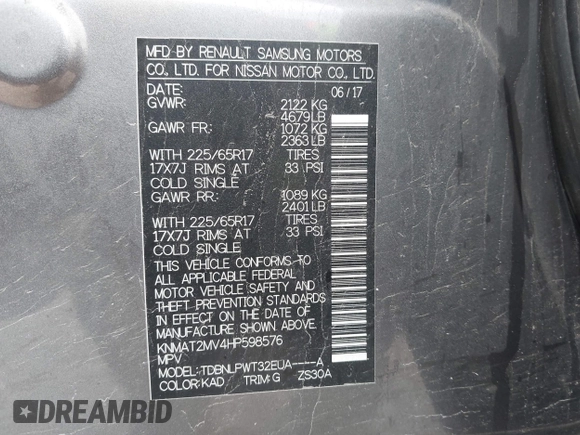 MFD BY RENAULT SAMSUNG MOTORS
CO., LTD. FOR NISSAN MOTOR CO., LTD.
DATE: 06/17
GVWR: 2122 KG
4679 LB
GAWR FR: 1072 KG
2363 LB
WITH 225/65R17 TIRES
17X7J RIMS AT 33 PSI
COLD SINGLE
GAWR RR: 1089 KG
2401 LB
WITH 225/65R17 TIRES
17X7J RIMS AT 33 PSI
COLD SINGLE
THIS VEHICLE CONFORMS TO
ALL APPLICABLE FEDERAL
MOTOR VEHICLE SAFETY AND
THEFT PREVENTION STANDARDS
IN EFFECT ON THE DATE OF
MANUFACTURE SHOWN ABOVE.
KNMAT2MV4HP598576
MPV
MODEL: TDBNLPWT32EUA----A
COLOR: KAD TRIM: G ZS30A
DREAMBID